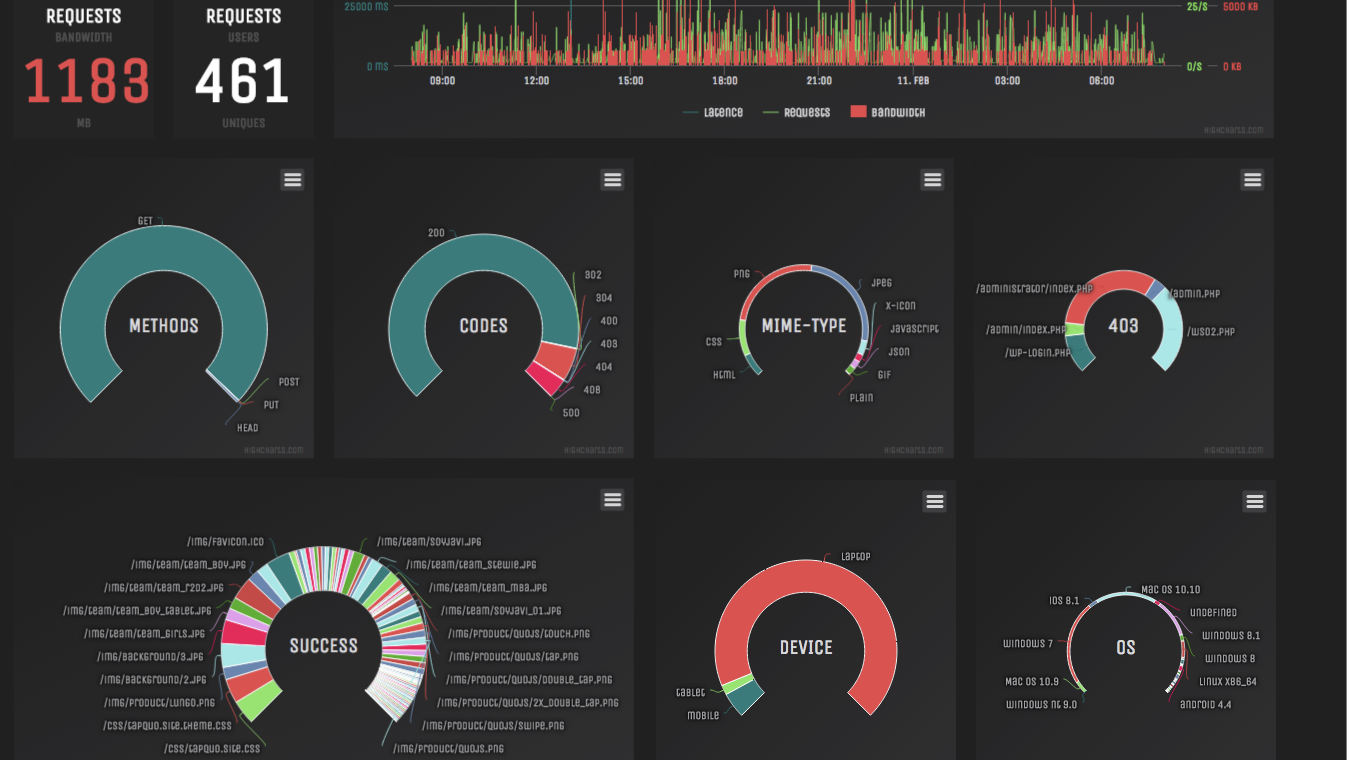 REQUESTS
BANDWIDTH
1183
MB
REQUESTS
USERS
461
UNIQUES
25000 MS
0 MS
25/S
5000 KB
0/S
0 KB
09:00
12:00
15:00
18:00
21:00
11. FEB
03:00
06:00
Latence
Requests
Bandwidth
Highcharts.com
GET
METHODS
POST
PUT
HEAD
Highcharts.com
200
CODES
302
304
400
403
404
408
500
Highcharts.com
PNG
JPEG
X-ICON
JAVASCRIPT
MIME-TYPE
CSS
JSON
HTML
GIF
PLAIN
/administrator/index.php
/admin.php
/admin/index.php
403
/wso2.php
/wp-login.php
Highcharts.com
/img/favicon.ico
/img/team/soyjavi.jpg
/img/team/team_boy.jpg
/img/team/team_stewie.jpg
/img/team/team_r2d2.jpg
/img/team/team_m8a.jpg
/img/team/team_boy_tablet.jpg
/img/team/soyjavi_01.jpg
/img/team/team_girls.jpg
/img/product/quojs/touch.png
/img/background/3.jpg
SUCCESS
/img/product/quojs/tap.png
/img/background/2.jpg
/img/product/quojs/double_tap.png
/img/product/lungo.png
/img/product/quojs/2x_double_tap.png
/css/tapquo.site.theme.css
/img/product/quojs/swipe.png
/css/tapquo.site.css
/img/product/quojs.png
Laptop
DEVICE
Tablet
Mobile
Mac OS 10.10
iOS 8.1
undefined
Windows 7
OS
Windows 8.1
Windows 8
Mac OS 10.9
Linux x86_64
Windows NT 9.0
Android 4.4